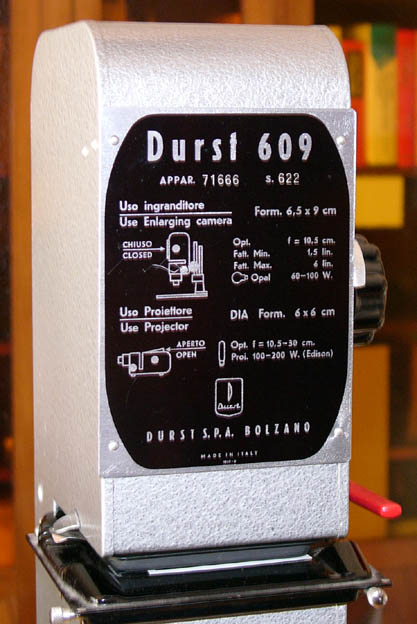 Durst 609
APPAR. 71666 S. 622
Uso ingranditore
Use Enlarging camera
Form. 6,5 x 9 cm
CHIUSO
CLOSED
Opt. f = 10,5 cm.
Fatt. Min. 1,5 lin.
Fatt. Max. 6 lin.
Opal 60-100 W.
Uso Proiettore
Use Projector
DIA Form. 6 x 6 cm
APERTO
OPEN
Opt. f = 10,5-30 cm.
Proi. 100-200 W. (Edison)
Durst
DURST S.P.A. BOLZANO
MADE IN ITALY